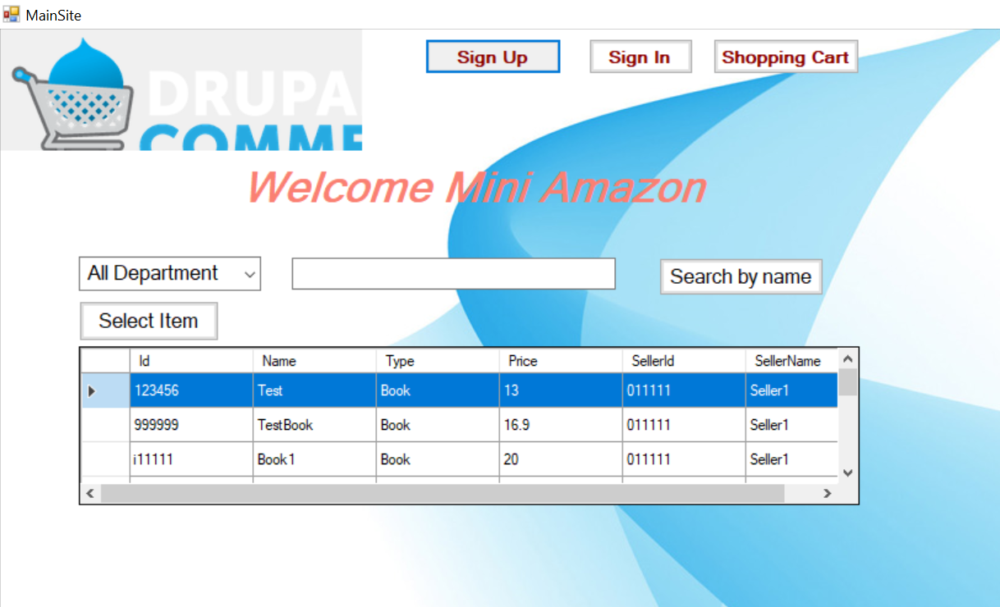 MainSite
Sign Up Sign In Shopping Cart
DRUPA
COMME
Welcome Mini Amazon
All Department Search by name
Select Item
Id Name Type Price SellerId SellerName
123456 Test Book 13 011111 Seller1
999999 TestBook Book 16.9 011111 Seller1
i11111 Book1 Book 20 011111 Seller1